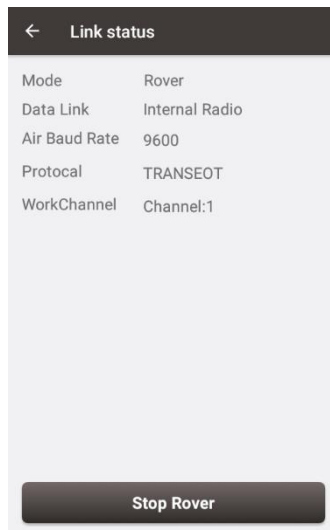 Link status
Mode Rover
Data Link Internal Radio
Air Baud Rate 9600
Protocal TRANSEOT
WorkChannel Channel:1
Stop Rover